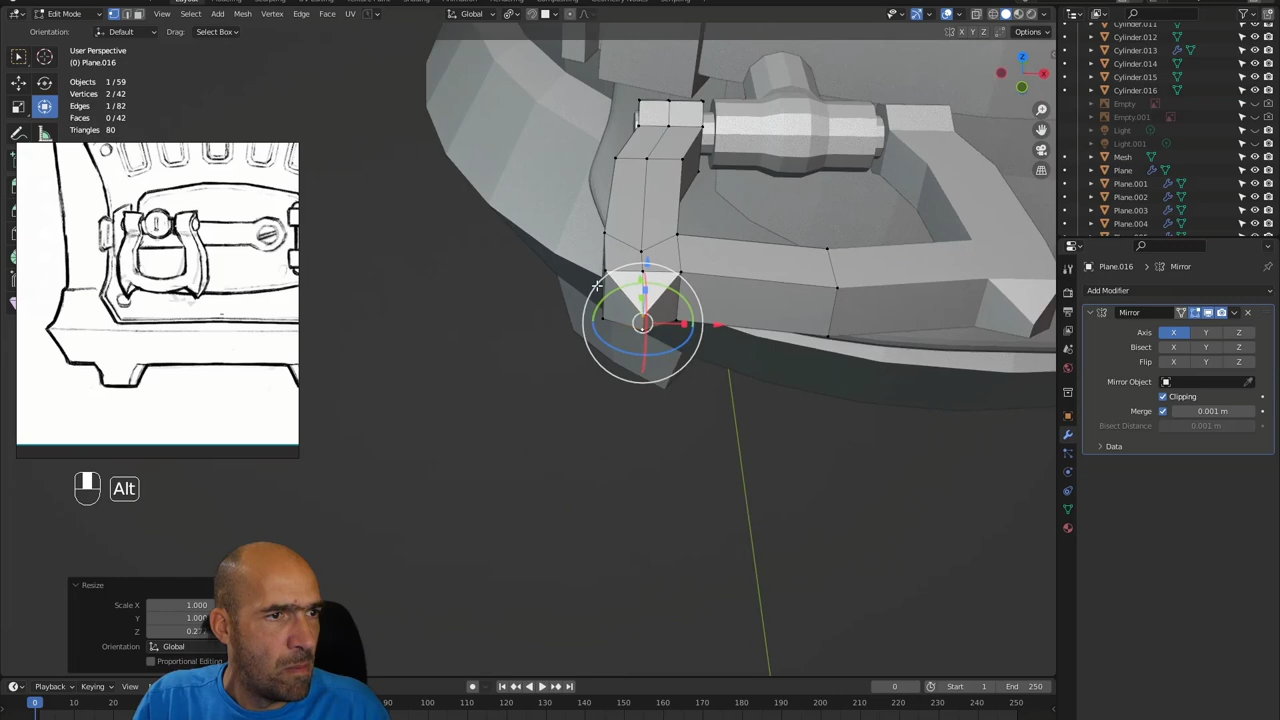 Edit Mode View Select Add Mesh Vertex Edge Face UV Global Options
Orientation: Default Drag: Select Box X Y Z Options
User Perspective
(0) Plane.016
Objects 1/59
Vertices 2/42
Edges 1/82
Faces 0/42
Triangles 80
Alt
Resize
Scale X 1.000
Y 1.000
Orientation Global
Proportional Editing
Cylinder.011
Cylinder.012
Cylinder.013
Cylinder.014
Cylinder.015
Cylinder.016
Empty
Empty.001
Light
Light.001
Mesh
Plane
Plane.001
Plane.002
Plane.003
Plane.004
Plane.016 Mirror
Add Modifier
Mirror
Axis X Y Z
Bisect X Y Z
Flip X Y Z
Mirror Object
Clipping
Merge 0.001 m
Bisect Distance 0.001 m
Data
Playback Keying View 0 Start 1 End 250
0 10 20 100 110 120 130 140 150 160 170 180 190 200 210 220 230 240 250